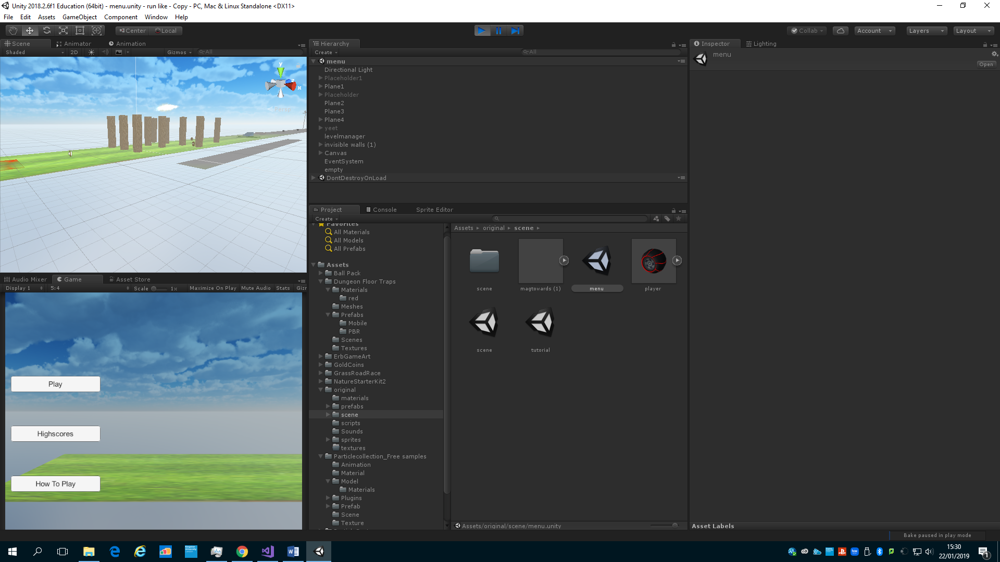 Unity 2018.2.6f1 Education (64bit) - menu.unity - run like - Copy - PC, Mac & Linux Standalone <DX11>
File Edit Assets GameObject Component Window Help
Center Local
Collab Account Layers Layout
Scene Animator Animation
Shaded 2D Gizmos All
y
z
x
Persp
Hierarchy
Create All
menu
Directional Light
Placeholder1
Plane1
Placeholder
Plane2
Plane3
Plane4
yeet
levelmanager
invisible walls (1)
Canvas
EventSystem
empty
DontDestroyOnLoad
Inspector Lighting
menu
Open
Audio Mixer Game Asset Store
Display 1 5:4 Scale 1x Maximize On Play Mute Audio Stats Giz
Play
Highscores
How To Play
Project Console Sprite Editor
Create
Favorites
All Materials
All Models
All Prefabs
Assets
Ball Pack
Dungeon Floor Traps
Materials
red
Meshes
Prefabs
Mobile
PBR
Scenes
Textures
ErbGameArt
GoldCoins
GrassRoadRace
NatureStarterKit2
original
materials
prefabs
scene
scripts
Sounds
sprites
textures
Particlecollection_Free samples
Animation
Material
Model
Materials
Plugins
Prefab
Scene
Texture
Assets original scene
scene magtowards (1) menu player
scene tutorial
Assets/original/scene/menu.unity
Asset Labels
Bake paused in play mode
15:30
22/01/2019
1